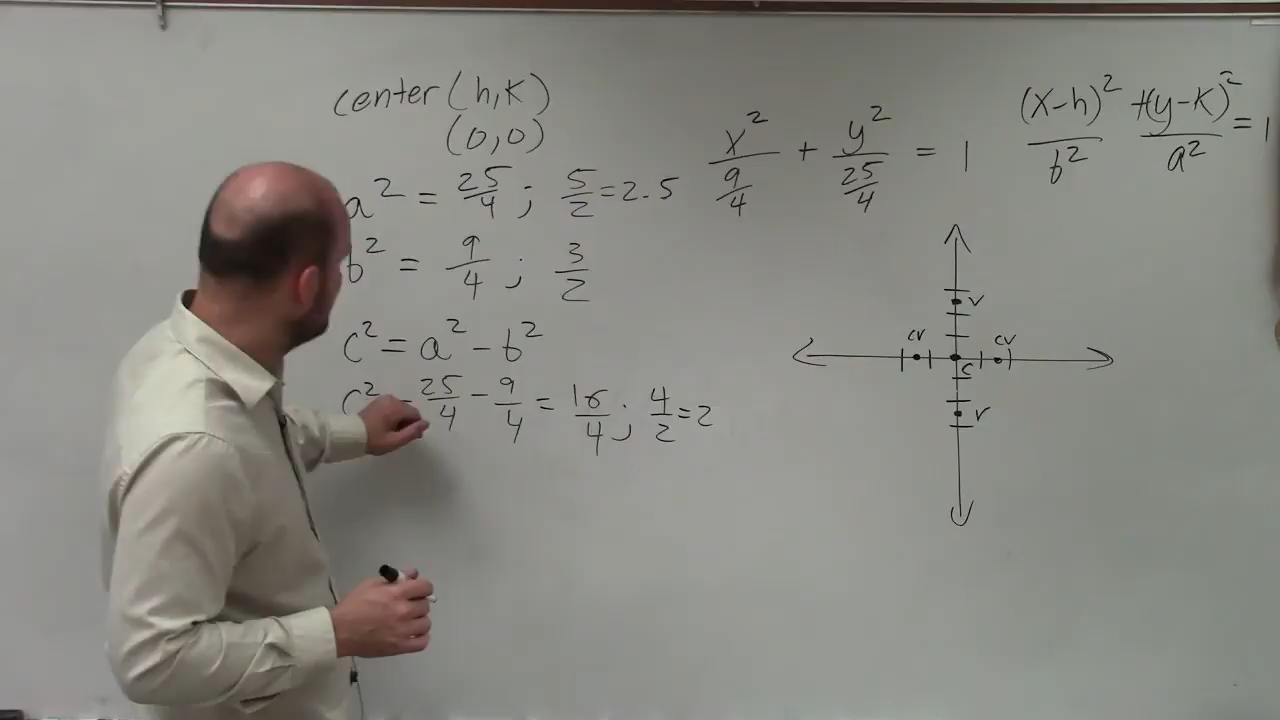 center (h,k)
(0,0)
a² = 25/4 ; 5/2 = 2.5
b² = 9/4 ; 3/2
c² = a² - b²
c² = 25/4 - 9/4 = 16/4 ; 4/2 = 2
x²/(9/4) + y²/(25/4) = 1
(x-h)²/b² + (y-k)²/a² = 1
v
cv
cv
c
v